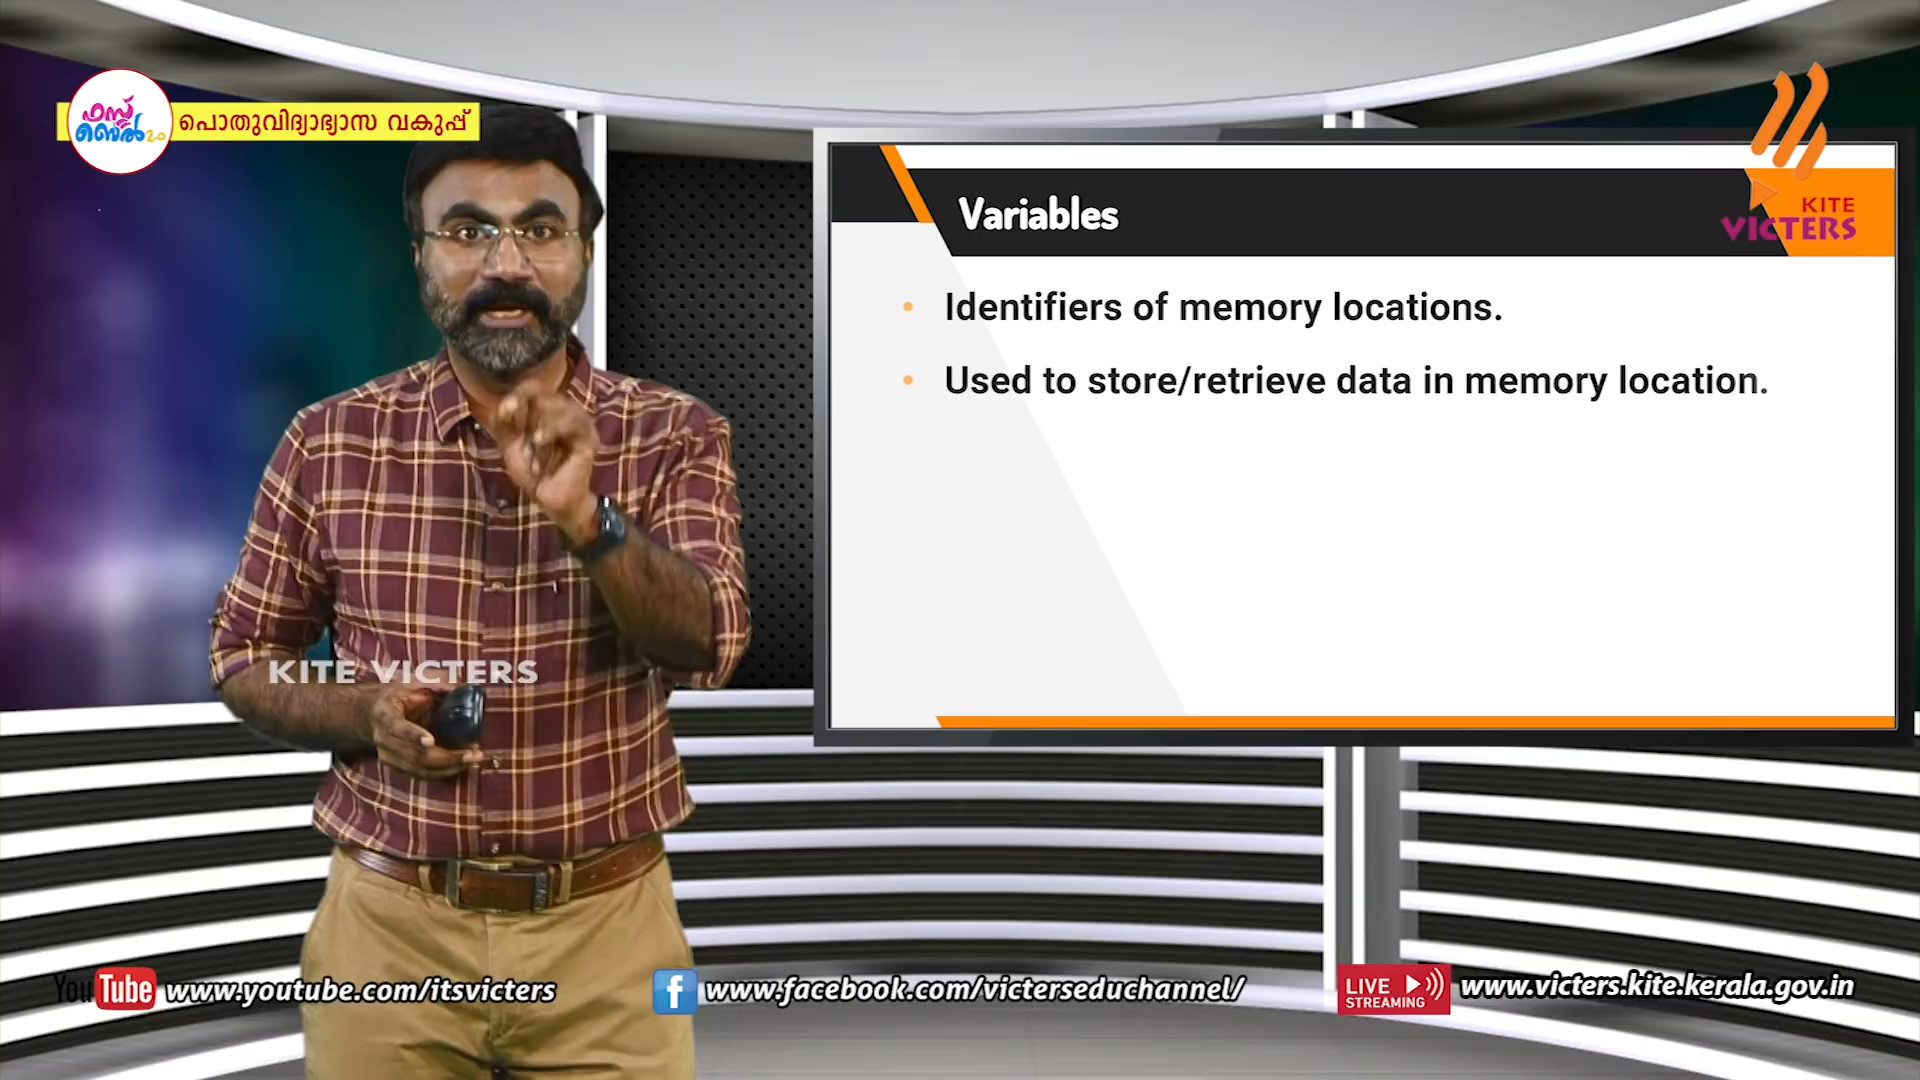 ഫസ്റ്റ്
ബെൽ 2.0
പൊതുവിദ്യാഭ്യാസ വകുപ്പ്
KITE
VICTERS
Variables
• Identifiers of memory locations.
• Used to store/retrieve data in memory location.
KITE VICTERS
YouTube www.youtube.com/itsvicters
f www.facebook.com/victerseduchannel/
LIVE
STREAMING
www.victers.kite.kerala.gov.in